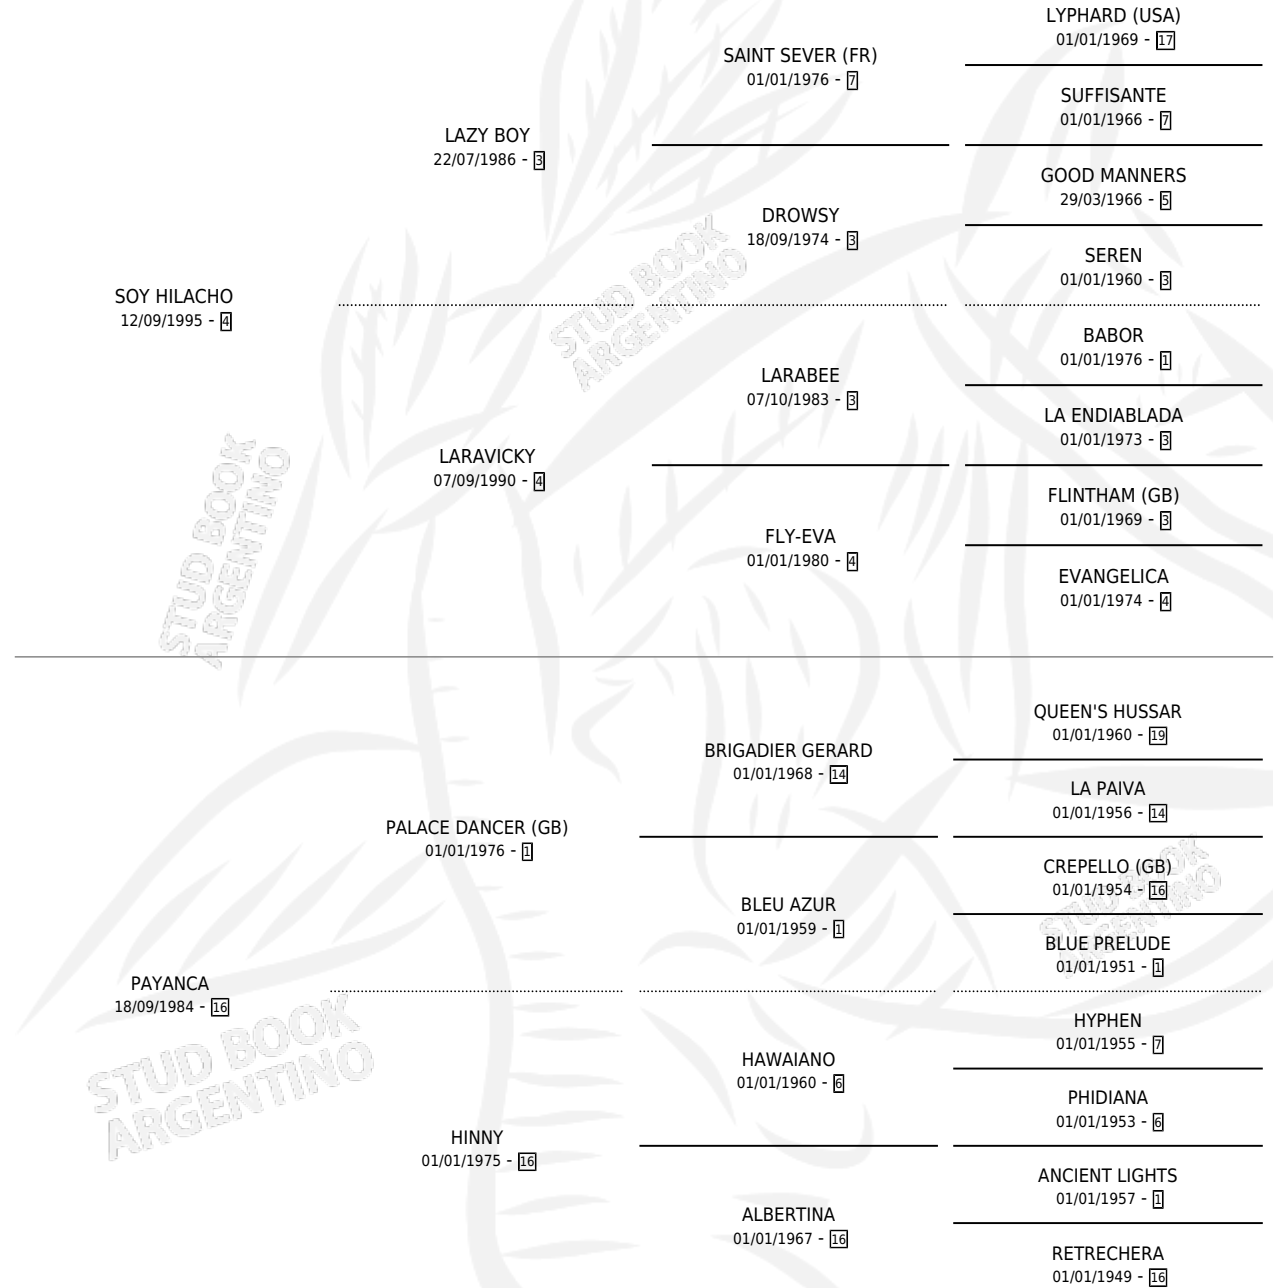 LYPHARD (USA)
01/01/1969 - 17
SAINT SEVER (FR)
01/01/1976 - 7
SUFFISANTE
01/01/1966 - 7
LAZY BOY
22/07/1986 - 3
GOOD MANNERS
29/03/1966 - 5
DROWSY
18/09/1974 - 3
SEREN
01/01/1960 - 3
SOY HILACHO
12/09/1995 - 4
STUD BOOK
ARGENTINO
BABOR
01/01/1976 - 1
LARABEE
07/10/1983 - 3
LA ENDIABLADA
01/01/1973 - 3
LARAVICKY
07/09/1990 - 4
FLINTHAM (GB)
01/01/1969 - 3
FLY-EVA
01/01/1980 - 4
EVANGELICA
01/01/1974 - 4
STUD BOOK
ARGENTINO
QUEEN'S HUSSAR
01/01/1960 - 19
BRIGADIER GERARD
01/01/1968 - 14
LA PAIVA
01/01/1956 - 14
PALACE DANCER (GB)
01/01/1976 - 1
CREPELLO (GB)
01/01/1954 - 16
BLEU AZUR
01/01/1959 - 1
BLUE PRELUDE
01/01/1951 - 1
STUD BOOK
ARGENTINO
PAYANCA
18/09/1984 - 16
HYPHEN
01/01/1955 - 7
HAWAIANO
01/01/1960 - 6
PHIDIANA
01/01/1953 - 6
STUD BOOK
ARGENTINO
HINNY
01/01/1975 - 16
ANCIENT LIGHTS
01/01/1957 - 1
ALBERTINA
01/01/1967 - 16
RETRECHERA
01/01/1949 - 16